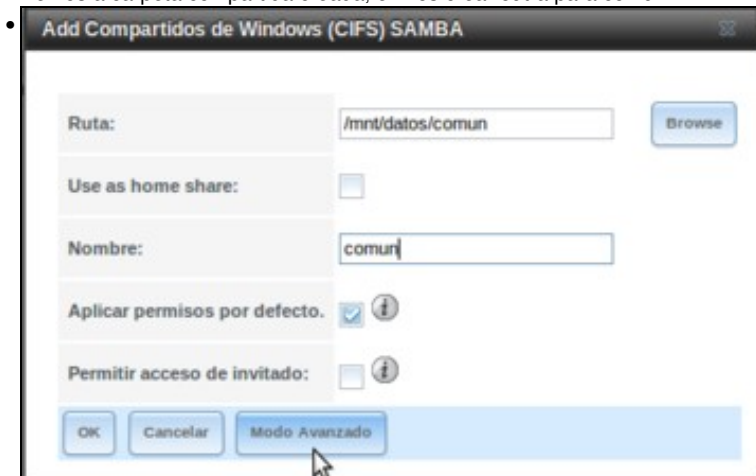 Add Compartidos de Windows (CIFS) SAMBA
Ruta: /mnt/datos/comun Browse
Use as home share:
Nombre: comun
Aplicar permisos por defecto.
Permitir acceso de invitado:
OK Cancelar Modo Avanzado